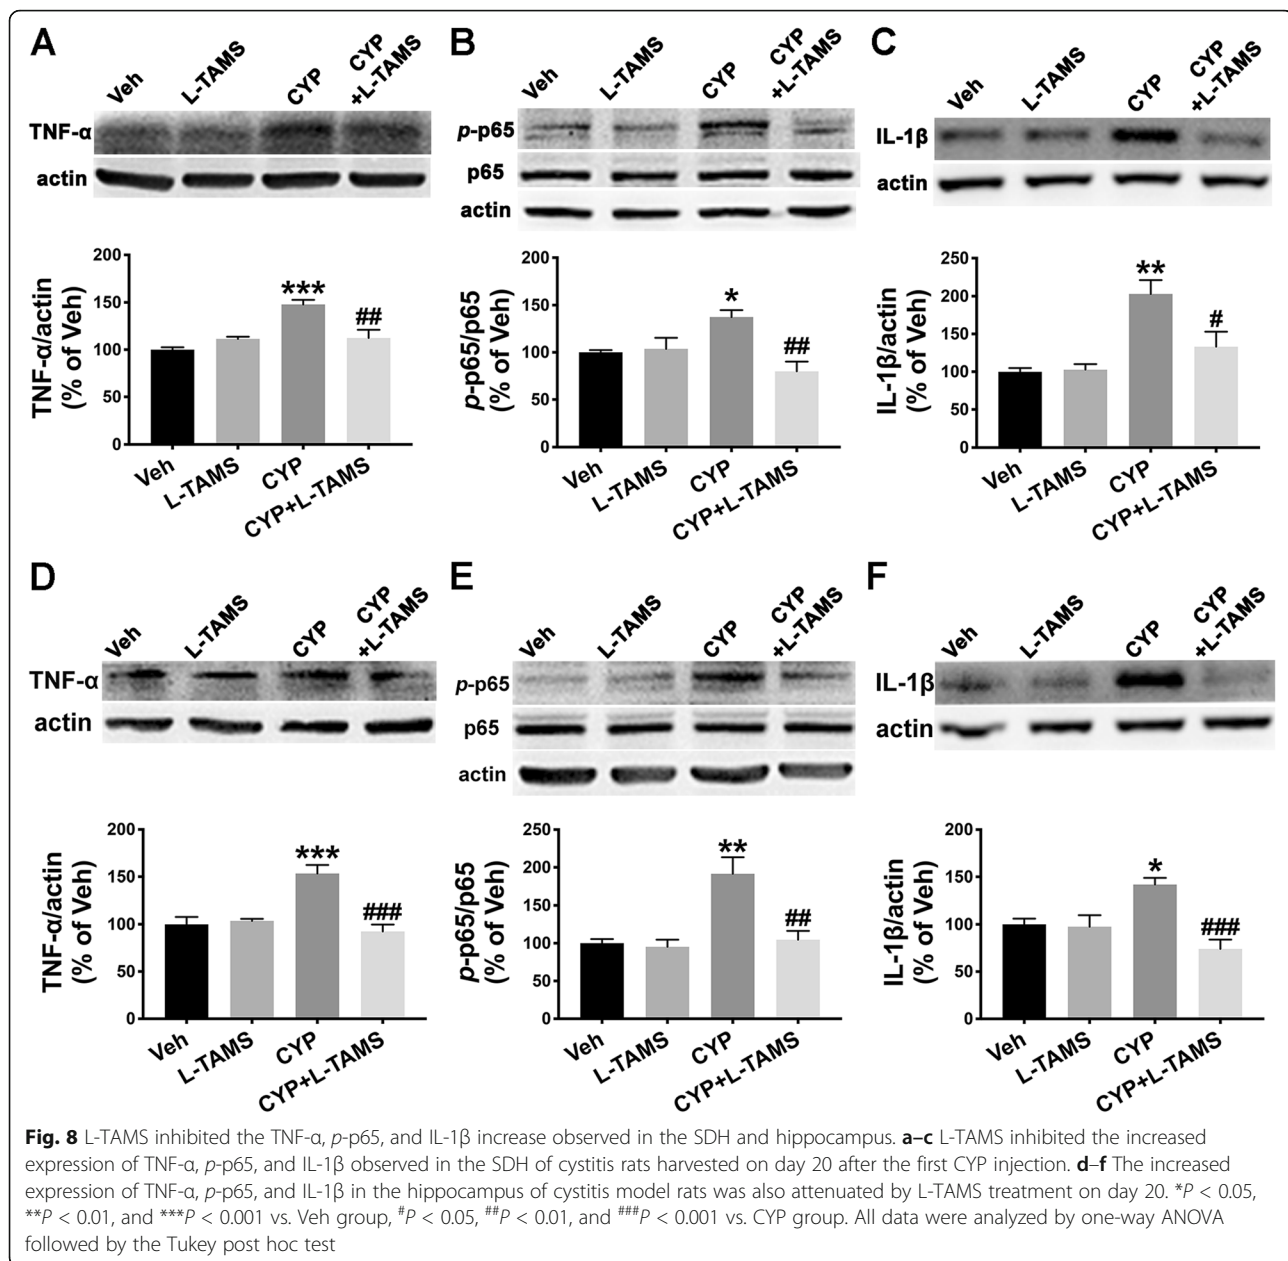 A
Veh
L-TAMS
CYP
CYP
+L-TAMS
TNF-α
actin
TNF-α/actin
(% of Veh)
200
150
100
50
0
***
##
Veh
L-TAMS
CYP
CYP+L-TAMS
B
Veh
L-TAMS
CYP
CYP
+L-TAMS
p-p65
p65
actin
p-p65/p65
(% of Veh)
200
150
100
50
0
*
##
Veh
L-TAMS
CYP
CYP+L-TAMS
C
Veh
L-TAMS
CYP
CYP
+L-TAMS
IL-1β
actin
IL-1β/actin
(% of Veh)
250
200
150
100
50
0
**
#
Veh
L-TAMS
CYP
CYP+L-TAMS
D
Veh
L-TAMS
CYP
CYP
+L-TAMS
TNF-α
actin
TNF-α/actin
(% of Veh)
200
150
100
50
0
***
###
Veh
L-TAMS
CYP
CYP+L-TAMS
E
Veh
L-TAMS
CYP
CYP
+L-TAMS
p-p65
p65
actin
p-p65/p65
(% of Veh)
250
200
150
100
50
0
**
##
Veh
L-TAMS
CYP
CYP+L-TAMS
F
Veh
L-TAMS
CYP
CYP
+L-TAMS
IL-1β
actin
IL-1β/actin
(% of Veh)
200
150
100
50
0
*
###
Veh
L-TAMS
CYP
CYP+L-TAMS
Fig. 8 L-TAMS inhibited the TNF-α, p-p65, and IL-1β increase observed in the SDH and hippocampus. a–c L-TAMS inhibited the increased
expression of TNF-α, p-p65, and IL-1β observed in the SDH of cystitis rats harvested on day 20 after the first CYP injection. d–f The increased
expression of TNF-α, p-p65, and IL-1β in the hippocampus of cystitis model rats was also attenuated by L-TAMS treatment on day 20. *P < 0.05,
**P < 0.01, and ***P < 0.001 vs. Veh group, #P < 0.05, ##P < 0.01, and ###P < 0.001 vs. CYP group. All data were analyzed by one-way ANOVA
followed by the Tukey post hoc test